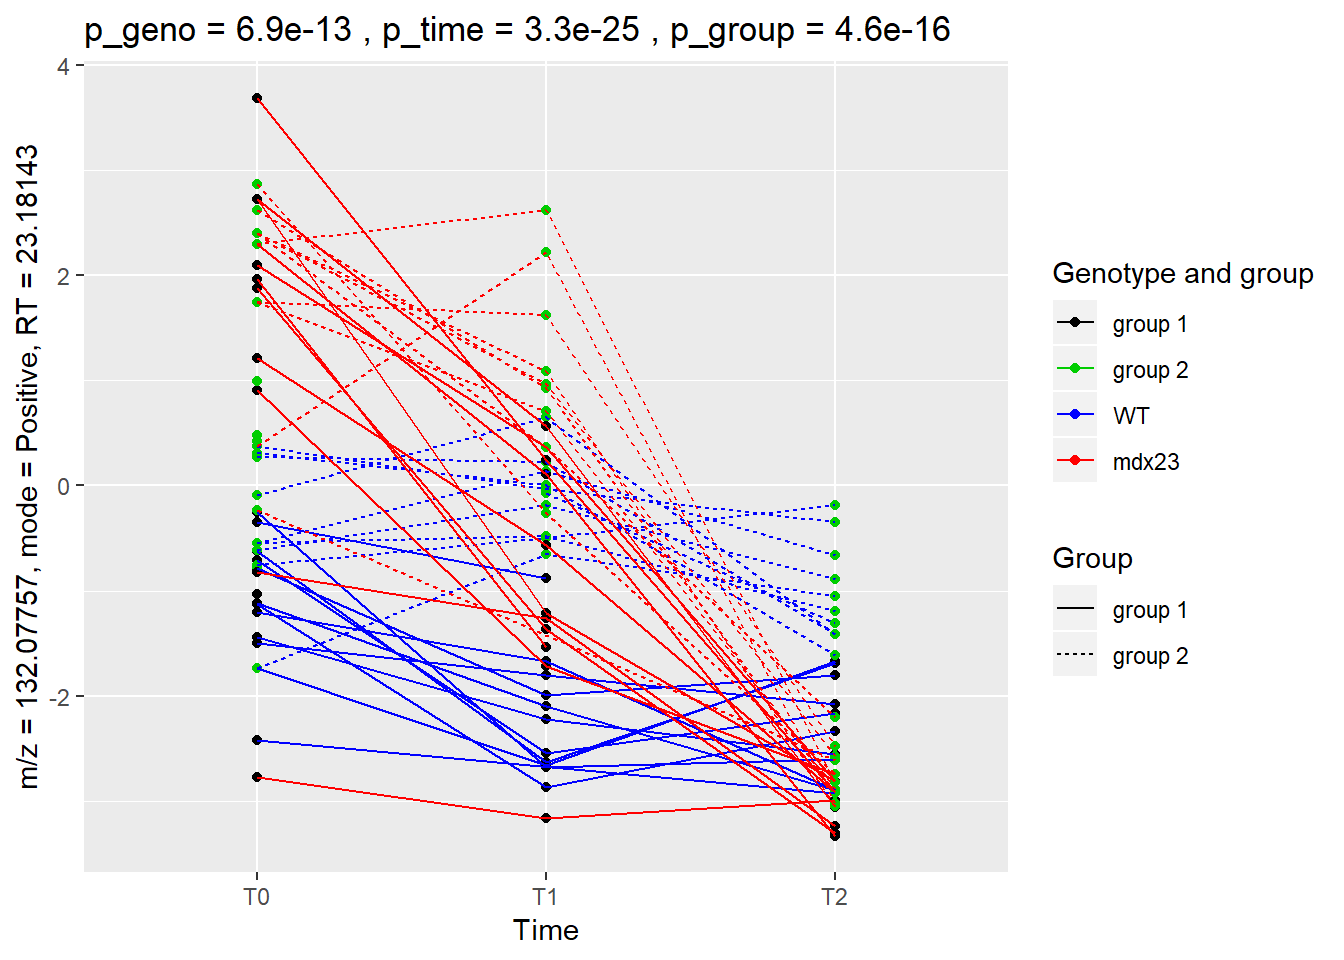 p_geno = 6.9e-13 , p_time = 3.3e-25 , p_group = 4.6e-16
m/z = 132.07757, mode = Positive, RT = 23.18143
4
2
0
-2
T0
T1
T2
Time
Genotype and group
group 1
group 2
WT
mdx23
Group
group 1
group 2